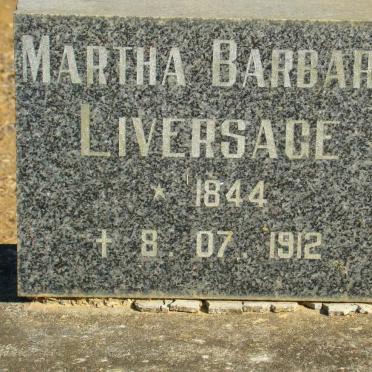 MARTHA BARBAR
LIVERSAGE
* 1844
† 8. 07. 1912